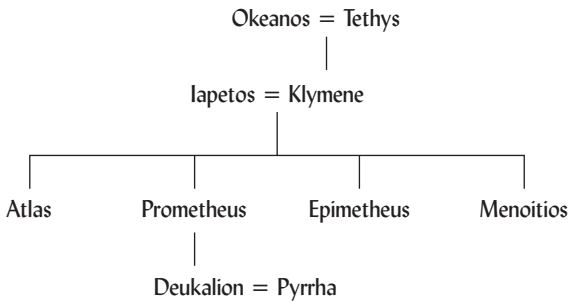 Okeanos = Tethys
Iapetos = Klymene
Atlas Prometheus Epimetheus Menoitios
Deukalion = Pyrrha